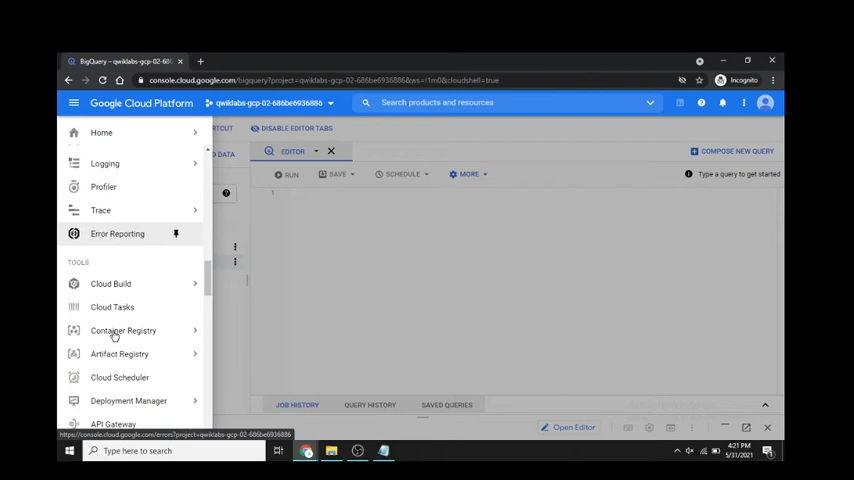 BigQuery – qwiklabs-gcp-02-686
console.cloud.google.com/bigquery?project=qwiklabs-gcp-02-686be6936886&ws=!1m0&cloudshell=true
Incognito
Google Cloud Platform
qwiklabs-gcp-02-686be6936886
Search products and resources
Home
RTCUT
DISABLE EDITOR TABS
D DATA
EDITOR
COMPOSE NEW QUERY
Logging
RUN
SAVE
SCHEDULE
MORE
Type a query to get started
Profiler
1
Trace
Error Reporting
TOOLS
Cloud Build
Cloud Tasks
Container Registry
Artifact Registry
Cloud Scheduler
Deployment Manager
API Gateway
JOB HISTORY
QUERY HISTORY
SAVED QUERIES
Open Editor
https://console.cloud.google.com/errors?project=qwiklabs-gcp-02-686be6936886
Type here to search
4:21 PM
5/31/2021